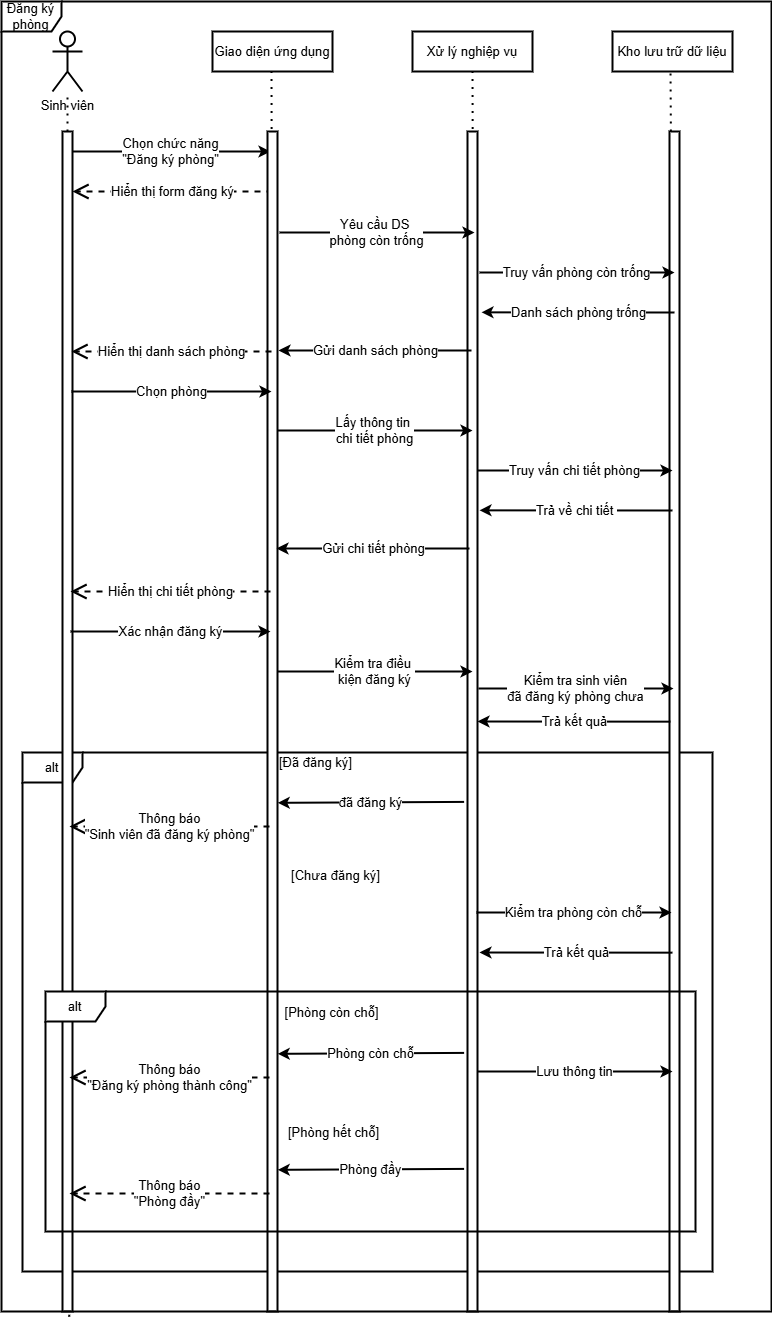 Đăng ký
phòng
Giao diện ứng dụng
Xử lý nghiệp vụ
Kho lưu trữ dữ liệu
Sinh viên
Chọn chức năng
"Đăng ký phòng"
Hiển thị form đăng ký
Yêu cầu DS
phòng còn trống
Truy vấn phòng còn trống
Danh sách phòng trống
Gửi danh sách phòng
Hiển thị danh sách phòng
Chọn phòng
Lấy thông tin
chi tiết phòng
Truy vấn chi tiết phòng
Trả về chi tiết
Gửi chi tiết phòng
Hiển thị chi tiết phòng
Xác nhận đăng ký
Kiểm tra điều
kiện đăng ký
Kiểm tra sinh viên
đã đăng ký phòng chưa
Trả kết quả
alt
[Đã đăng ký]
đã đăng ký
Thông báo
"Sinh viên đã đăng ký phòng"
[Chưa đăng ký]
Kiểm tra phòng còn chỗ
Trả kết quả
alt
[Phòng còn chỗ]
Phòng còn chỗ
Thông báo
"Đăng ký phòng thành công"
Lưu thông tin
[Phòng hết chỗ]
Phòng đầy
Thông báo
"Phòng đầy"